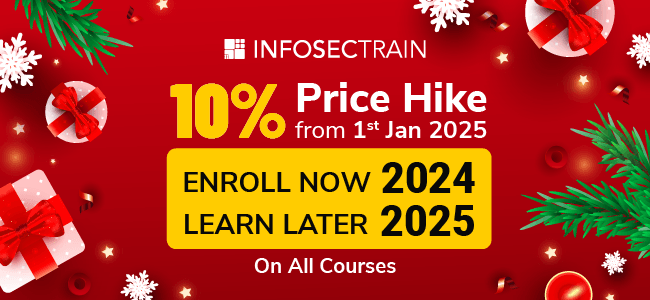 INFOSECTRAIN
10% Price Hike
from 1st Jan 2025
ENROLL NOW 2024
LEARN LATER 2025
On All Courses